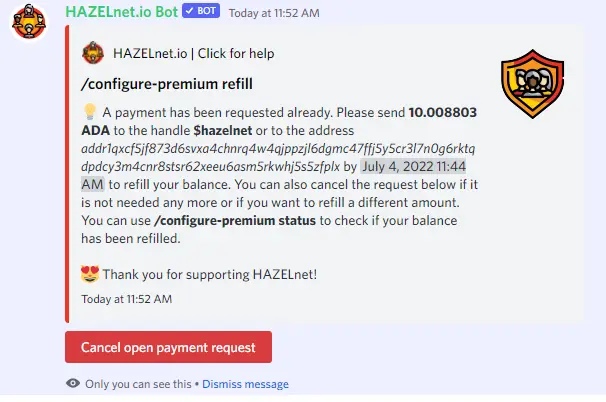 HAZELnet.io Bot ✓ BOT Today at 11:52 AM
HAZELnet.io | Click for help
/configure-premium refill
💡 A payment has been requested already. Please send 10.008803
ADA to the handle $hazelnet or to the address
addr1qxcf5jf873d6svxa4chnrq4w4qjppzjl6dgmc47ffj5y5cr3l7n0g6rktq
dpdcy3m4cnr8stsr62xeeu6asm5rkwhj5s5zfplx by July 4, 2022 11:44
AM to refill your balance. You can also cancel the request below if it
is not needed any more or if you want to refill a different amount.
You can use /configure-premium status to check if your balance
has been refilled.
😍 Thank you for supporting HAZELnet!
Today at 11:52 AM
Cancel open payment request
Only you can see this • Dismiss message